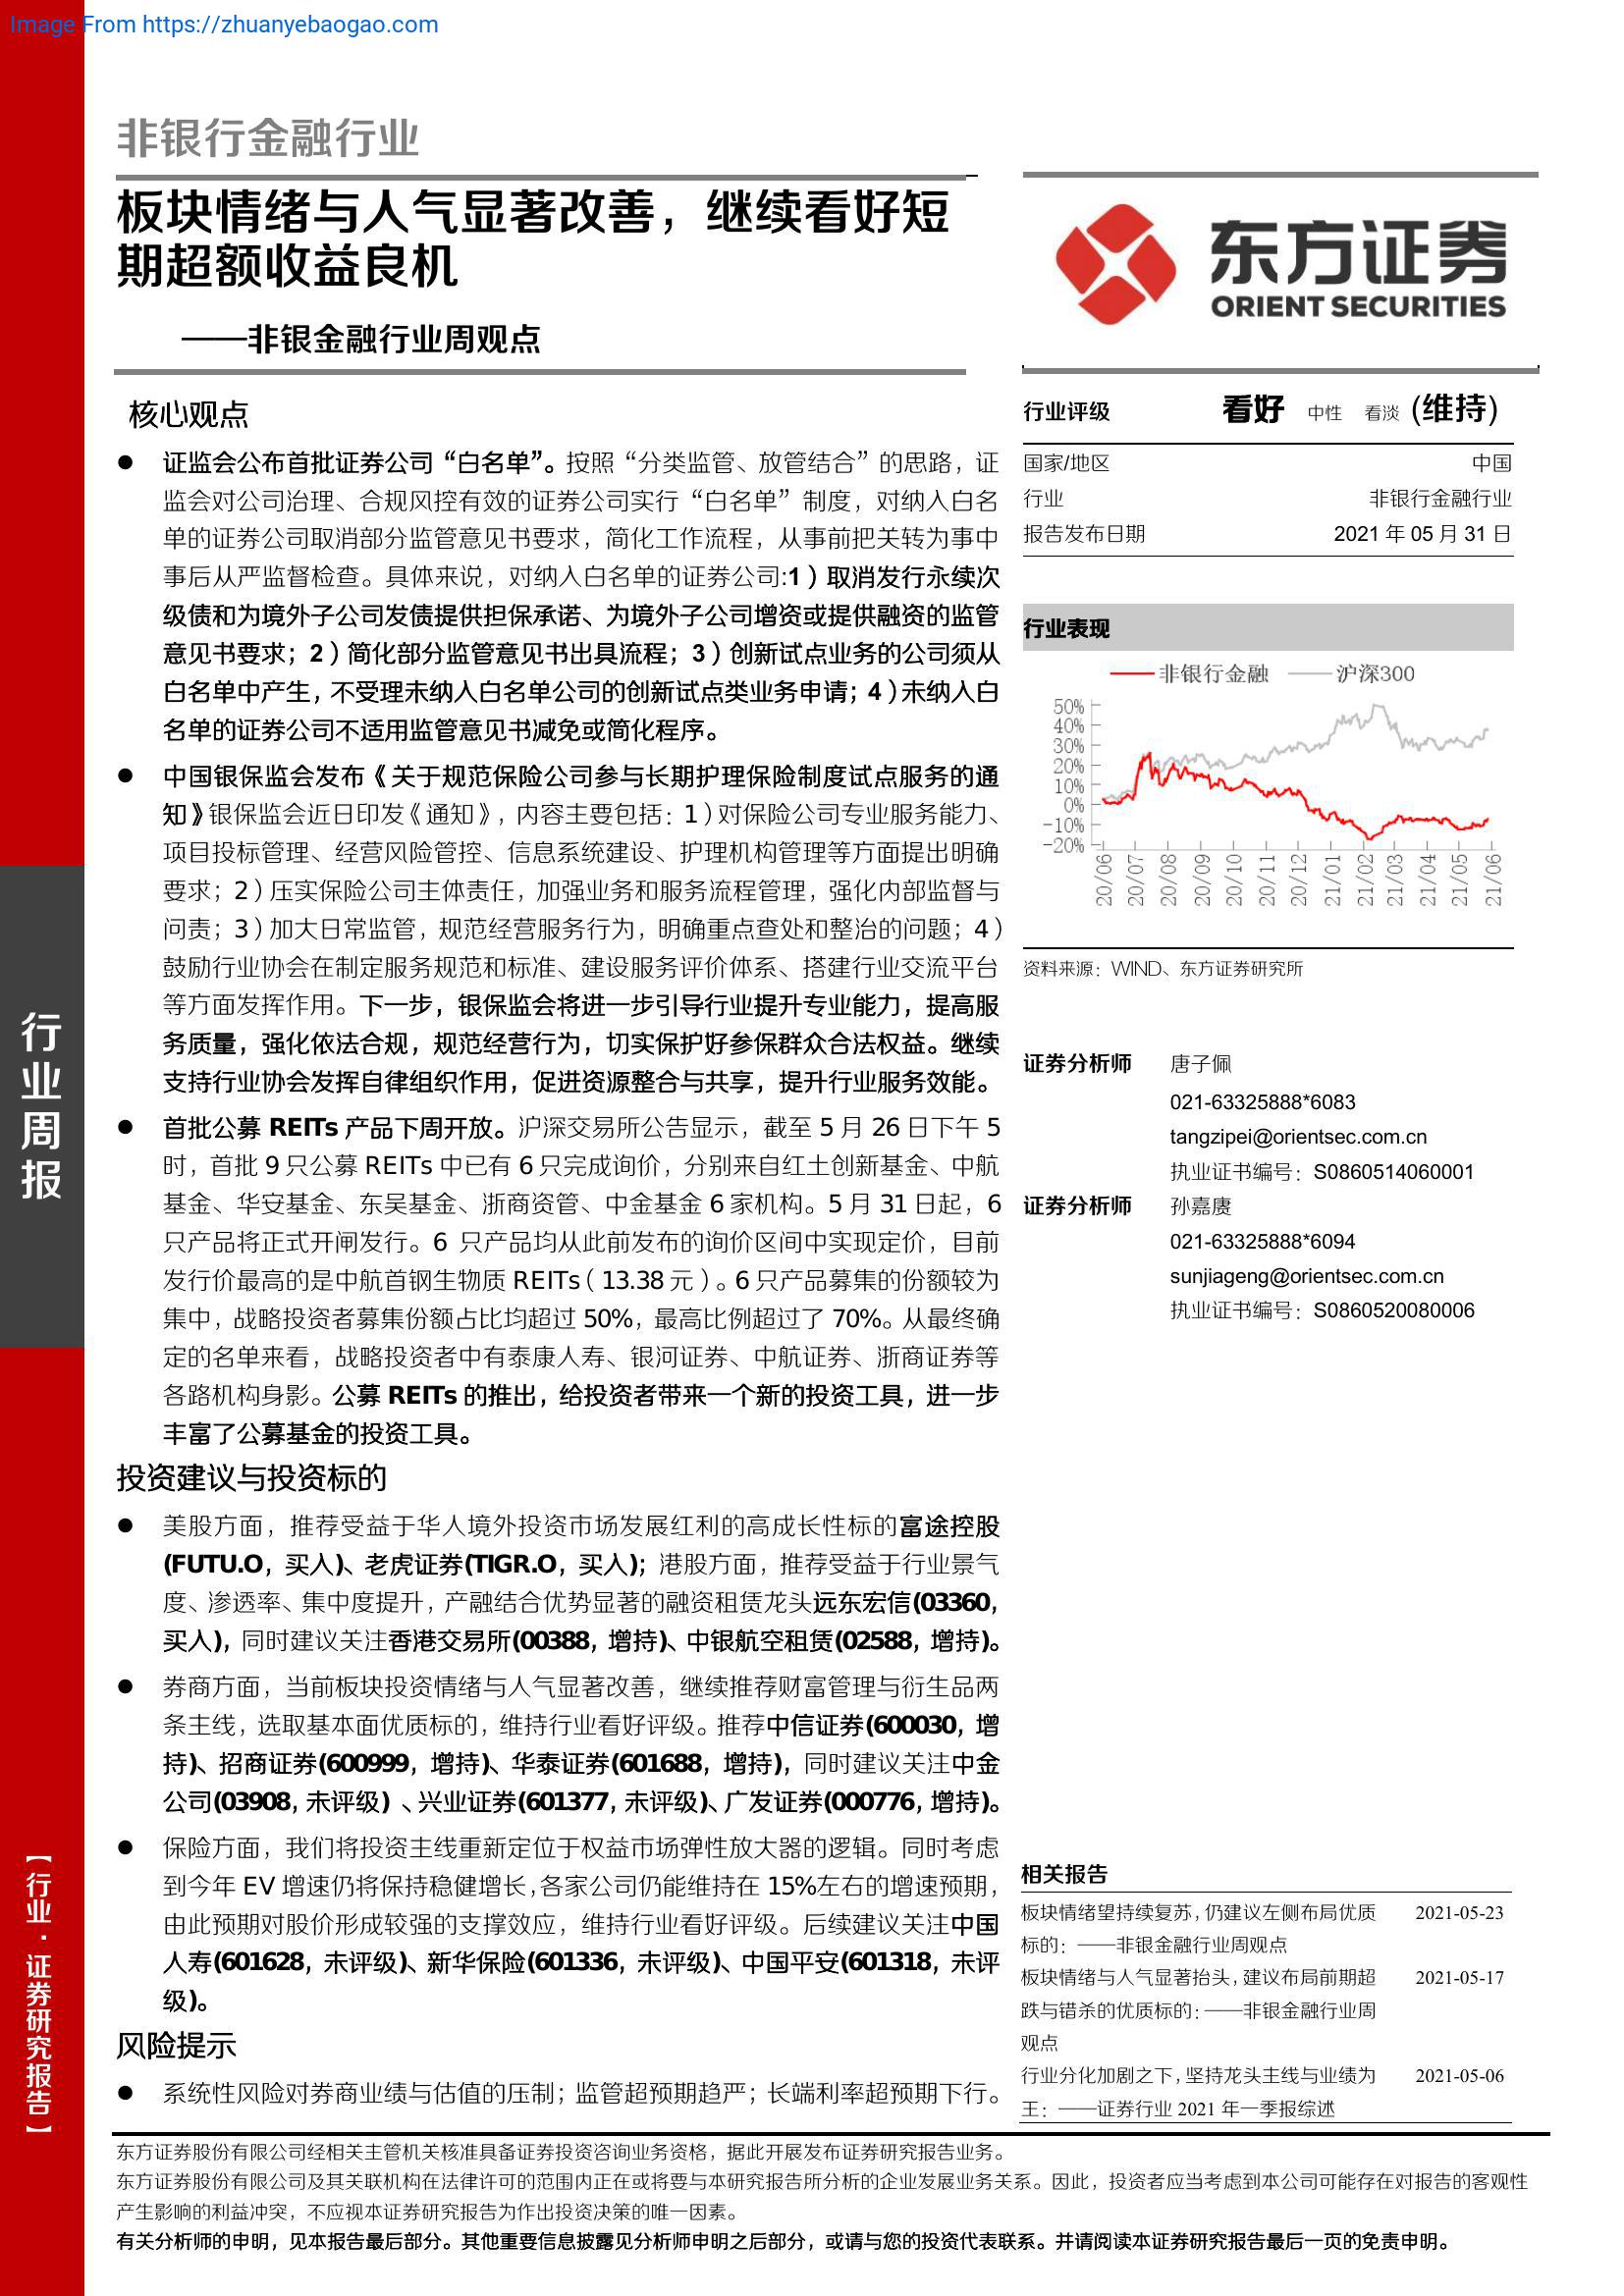 Image From https://zhuanyebaogao.com
非银行金融行业
板块情绪与人气显著改善，继续看好短
期超额收益良机
——非银金融行业周观点
东方证券
ORIENT SECURITIES
核心观点
● 证监会公布首批证券公司“白名单”。按照“分类监管、放管结合”的思路，证
监会对公司治理、合规风控有效的证券公司实行“白名单”制度，对纳入白名
单的证券公司取消部分监管意见书要求，简化工作流程，从事前把关转为事中
事后从严监督检查。具体来说，对纳入白名单的证券公司:1）取消发行永续次
级债和为境外子公司发债提供担保承诺、为境外子公司增资或提供融资的监管
意见书要求；2）简化部分监管意见书出具流程；3）创新试点业务的公司须从
白名单中产生，不受理未纳入白名单公司的创新试点类业务申请；4）未纳入白
名单的证券公司不适用监管意见书减免或简化程序。
● 中国银保监会发布《关于规范保险公司参与长期护理保险制度试点服务的通
知》银保监会近日印发《通知》，内容主要包括：1）对保险公司专业服务能力、
项目投标管理、经营风险管控、信息系统建设、护理机构管理等方面提出明确
要求；2）压实保险公司主体责任，加强业务和服务流程管理，强化内部监督与
问责；3）加大日常监管，规范经营服务行为，明确重点查处和整治的问题；4）
鼓励行业协会在制定服务规范和标准、建设服务评价体系、搭建行业交流平台
等方面发挥作用。下一步，银保监会将进一步引导行业提升专业能力，提高服
务质量，强化依法合规，规范经营行为，切实保护好参保群众合法权益。继续
支持行业协会发挥自律组织作用，促进资源整合与共享，提升行业服务效能。
● 首批公募 REITs 产品下周开放。沪深交易所公告显示，截至 5 月 26 日下午 5
时，首批 9 只公募 REITs 中已有 6 只完成询价，分别来自红土创新基金、中航
基金、华安基金、东吴基金、浙商资管、中金基金 6 家机构。5 月 31 日起，6
只产品将正式开闸发行。6 只产品均从此前发布的询价区间中实现定价，目前
发行价最高的是中航首钢生物质 REITs（13.38 元）。6 只产品募集的份额较为
集中，战略投资者募集份额占比均超过 50%，最高比例超过了 70%。从最终确
定的名单来看，战略投资者中有泰康人寿、银河证券、中航证券、浙商证券等
各路机构身影。公募 REITs 的推出，给投资者带来一个新的投资工具，进一步
丰富了公募基金的投资工具。
投资建议与投资标的
● 美股方面，推荐受益于华人境外投资市场发展红利的高成长性标的富途控股
(FUTU.O，买入)、老虎证券(TIGR.O，买入)；港股方面，推荐受益于行业景气
度、渗透率、集中度提升，产融结合优势显著的融资租赁龙头远东宏信(03360，
买入)，同时建议关注香港交易所(00388，增持)、中银航空租赁(02588，增持)。
● 券商方面，当前板块投资情绪与人气显著改善，继续推荐财富管理与衍生品两
条主线，选取基本面优质标的，维持行业看好评级。推荐中信证券(600030，增
持)、招商证券(600999，增持)、华泰证券(601688，增持)，同时建议关注中金
公司(03908，未评级）、兴业证券(601377，未评级)、广发证券(000776，增持)。
● 保险方面，我们将投资主线重新定位于权益市场弹性放大器的逻辑。同时考虑
到今年 EV 增速仍将保持稳健增长，各家公司仍能维持在 15%左右的增速预期，
由此预期对股价形成较强的支撑效应，维持行业看好评级。后续建议关注中国
人寿(601628，未评级)、新华保险(601336，未评级)、中国平安(601318，未评
级)。
风险提示
● 系统性风险对券商业绩与估值的压制；监管超预期趋严；长端利率超预期下行。
行业评级 看好 中性 看淡 (维持)
国家/地区 中国
行业 非银行金融行业
报告发布日期 2021 年 05 月 31 日
行业表现
非银行金融 沪深300
50%
40%
30%
20%
10%
0%
-10%
-20%
20/06 20/07 20/08 20/09 20/10 20/11 20/12 21/01 21/02 21/03 21/04 21/05 21/06
资料来源：WIND、东方证券研究所
证券分析师 唐子佩
021-63325888*6083
tangzipei@orientsec.com.cn
执业证书编号：S0860514060001
证券分析师 孙嘉赓
021-63325888*6094
sunjiageng@orientsec.com.cn
执业证书编号：S0860520080006
相关报告
板块情绪望持续复苏，仍建议左侧布局优质 2021-05-23
标的：——非银金融行业周观点
板块情绪与人气显著抬头，建议布局前期超 2021-05-17
跌与错杀的优质标的：——非银金融行业周
观点
行业分化加剧之下，坚持龙头主线与业绩为 2021-05-06
王：——证券行业 2021 年一季报综述
行业周报
【行业·证券研究报告】
东方证券股份有限公司经相关主管机关核准具备证券投资咨询业务资格，据此开展发布证券研究报告业务。
东方证券股份有限公司及其关联机构在法律许可的范围内正在或将要与本研究报告所分析的企业发展业务关系。因此，投资者应当考虑到本公司可能存在对报告的客观性
产生影响的利益冲突，不应视本证券研究报告为作出投资决策的唯一因素。
有关分析师的申明，见本报告最后部分。其他重要信息披露见分析师申明之后部分，或请与您的投资代表联系。并请阅读本证券研究报告最后一页的免责申明。